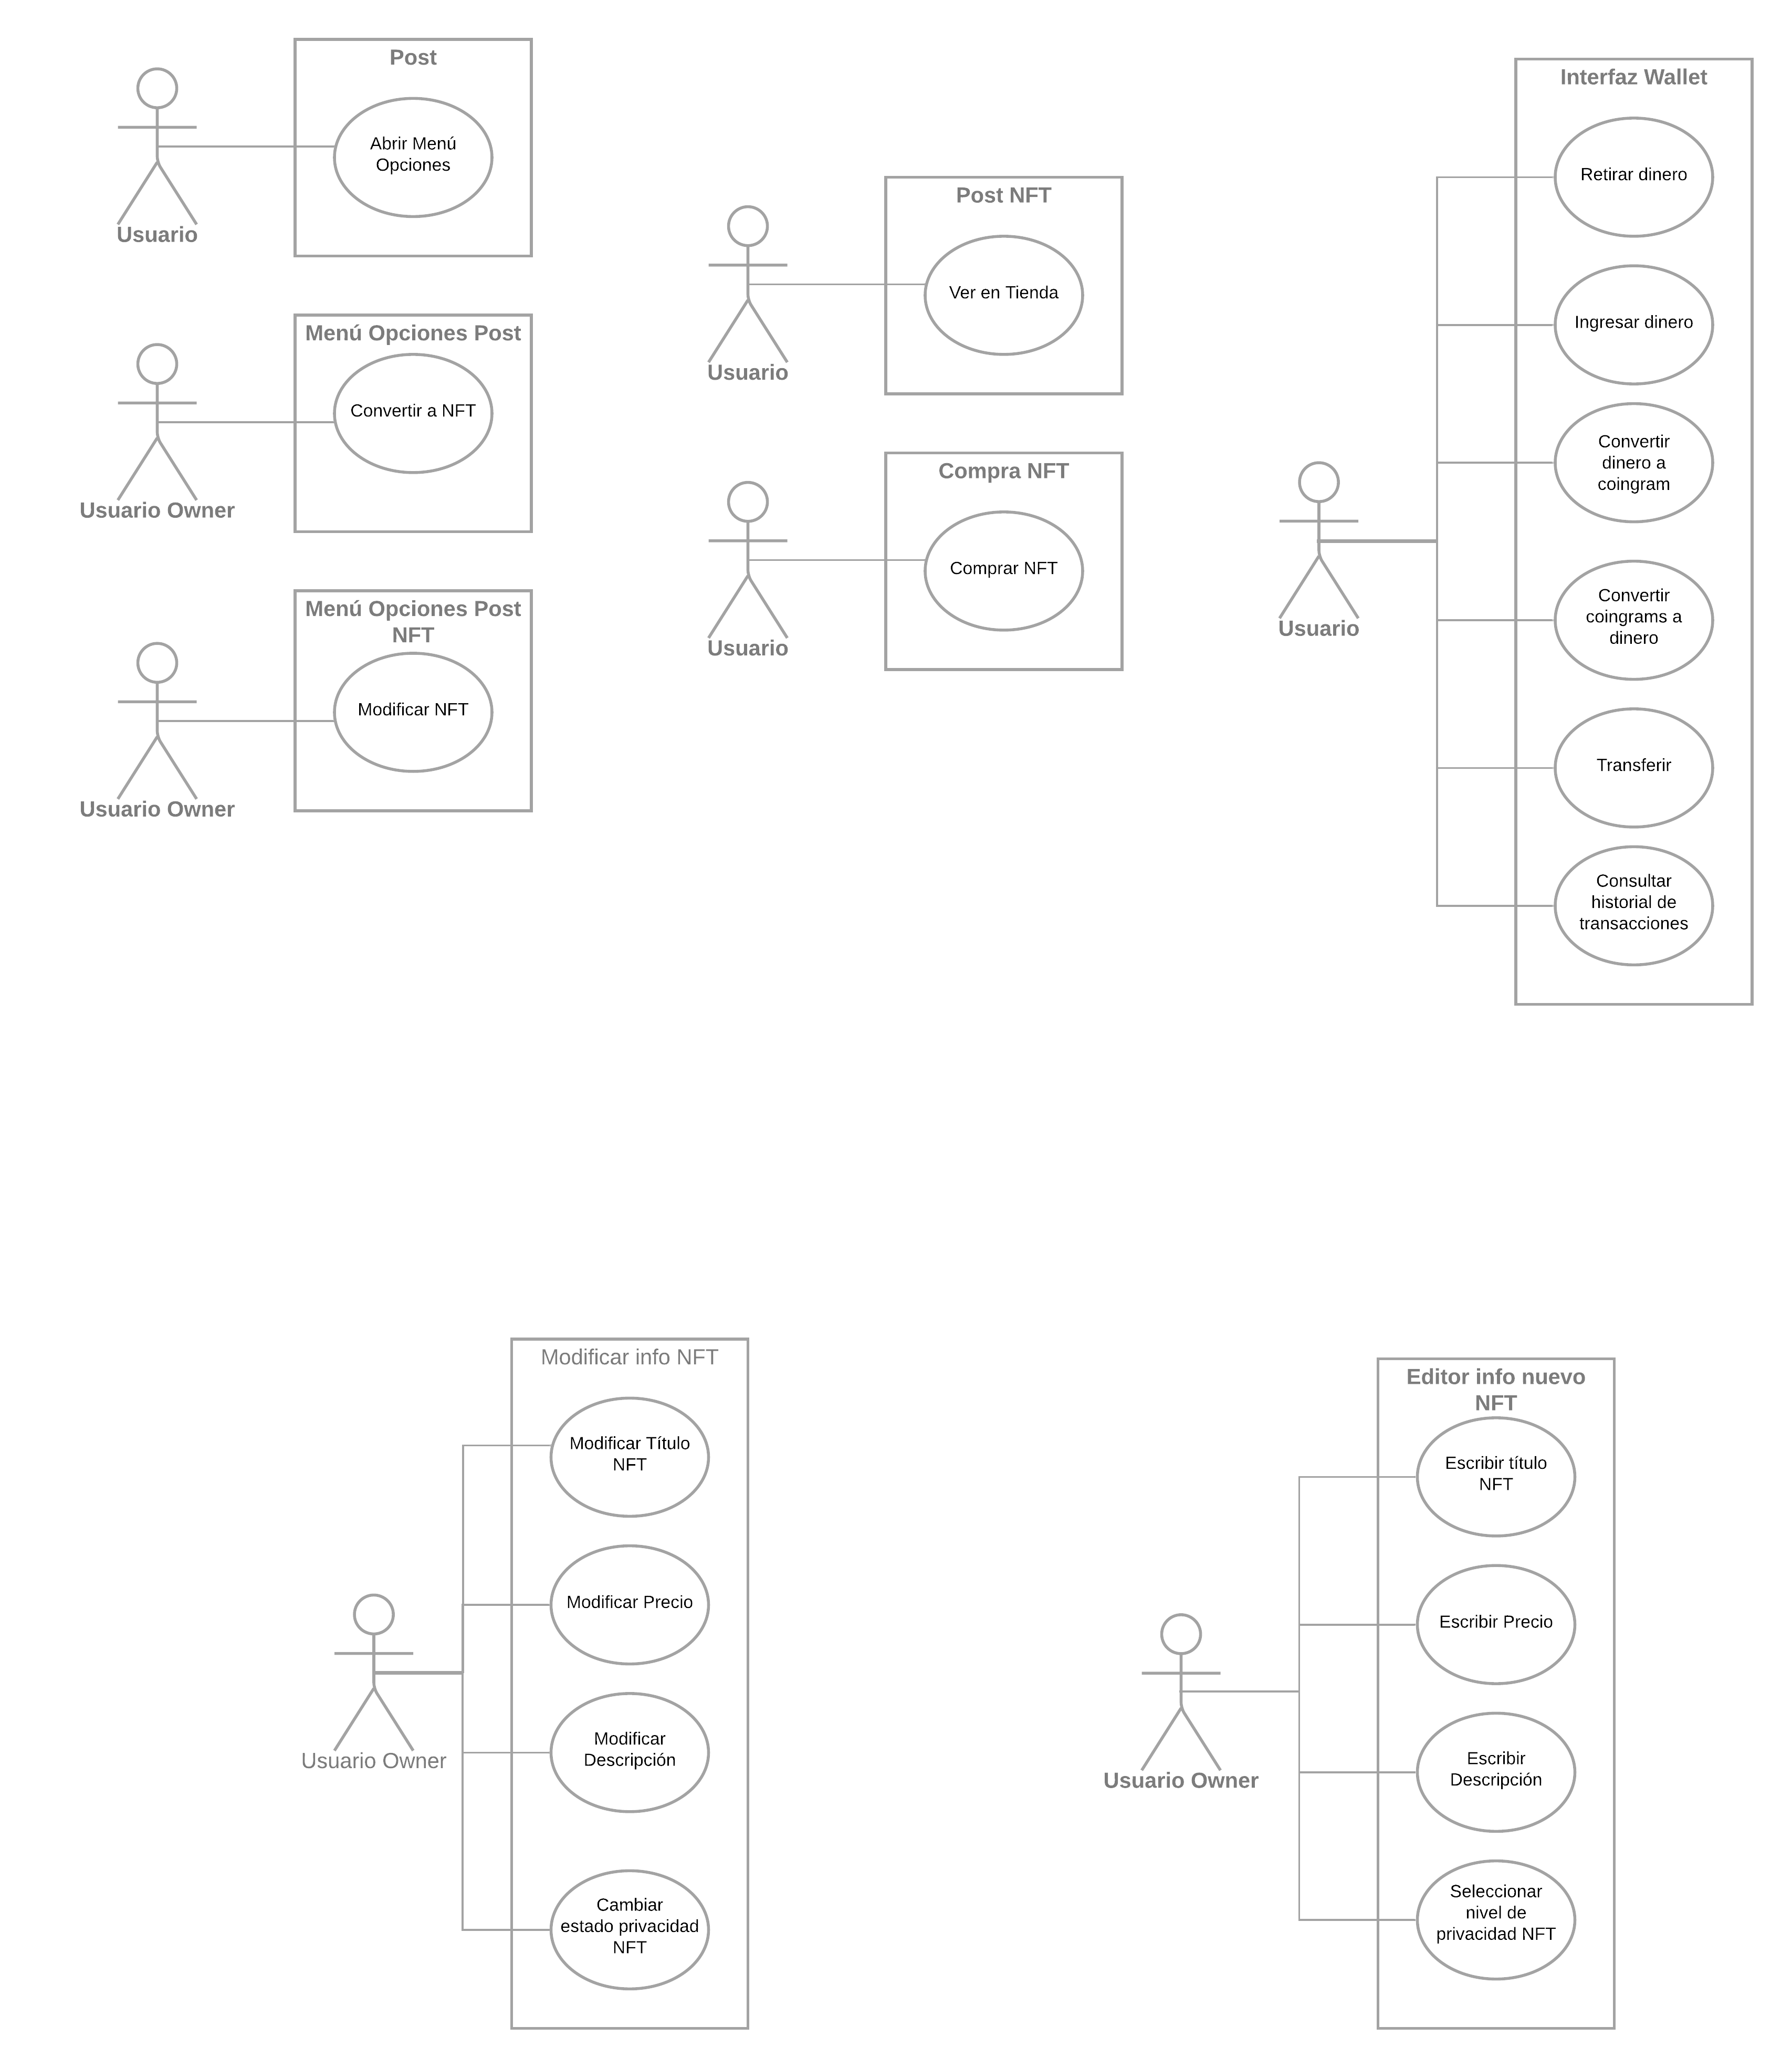 Post
Abrir Menú
Opciones
Usuario
Menú Opciones Post
Convertir a NFT
Usuario Owner
Menú Opciones Post
NFT
Modificar NFT
Usuario Owner
Post NFT
Ver en Tienda
Usuario
Compra NFT
Comprar NFT
Usuario
Interfaz Wallet
Retirar dinero
Ingresar dinero
Convertir
dinero a
coingram
Convertir
coingrams a
dinero
Usuario
Transferir
Consultar
historial de
transacciones
Modificar info NFT
Modificar Título
NFT
Modificar Precio
Modificar
Descripción
Usuario Owner
Cambiar
estado privacidad
NFT
Editor info nuevo
NFT
Escribir título
NFT
Escribir Precio
Escribir
Descripción
Usuario Owner
Seleccionar
nivel de
privacidad NFT